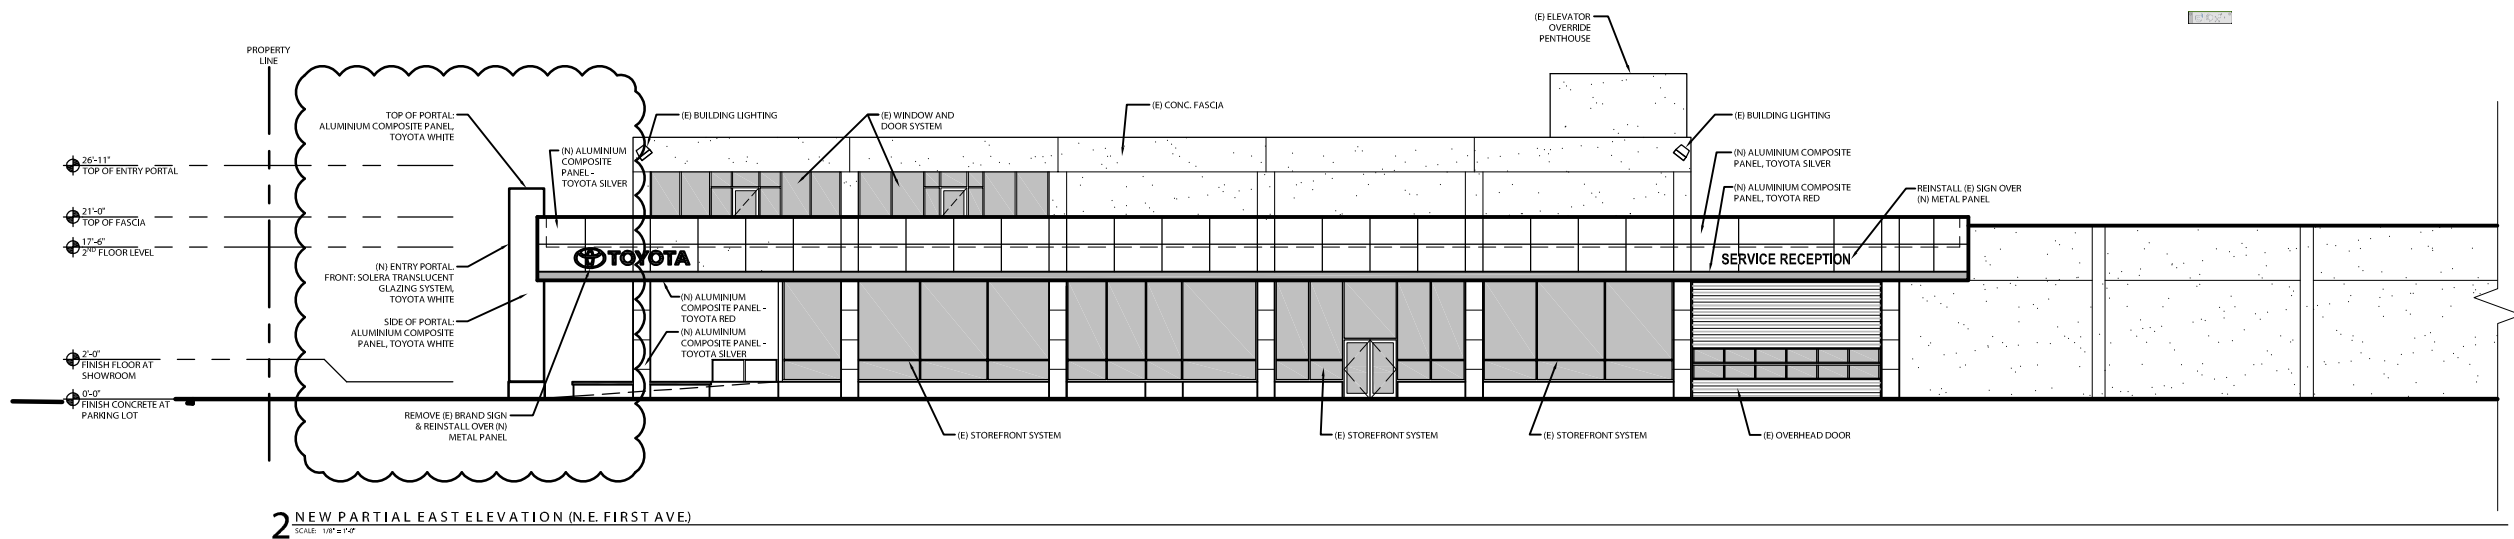 (E) ELEVATOR
OVERRIDE
PENTHOUSE
PROPERTY
LINE
TOP OF PORTAL:
ALUMINIUM COMPOSITE PANEL,
TOYOTA WHITE
(E) BUILDING LIGHTING
(E) WINDOW AND
DOOR SYSTEM
(E) CONC. FASCIA
(E) BUILDING LIGHTING
(N) ALUMINIUM
COMPOSITE
PANEL -
TOYOTA SILVER
(N) ALUMINIUM COMPOSITE
PANEL, TOYOTA SILVER
(N) ALUMINIUM COMPOSITE
PANEL, TOYOTA RED
REINSTALL (E) SIGN OVER
(N) METAL PANEL
26'-11"
TOP OF ENTRY PORTAL
21'-0"
TOP OF FASCIA
17'-6"
2ND FLOOR LEVEL
TOYOTA
SERVICE RECEPTION
(N) ENTRY PORTAL.
FRONT: SOLERA TRANSLUCENT
GLAZING SYSTEM,
TOYOTA WHITE
SIDE OF PORTAL:
ALUMINIUM COMPOSITE
PANEL, TOYOTA WHITE
(N) ALUMINIUM
COMPOSITE PANEL -
TOYOTA RED
(N) ALUMINIUM
COMPOSITE PANEL -
TOYOTA SILVER
2'-0"
FINISH FLOOR AT
SHOWROOM
0'-0"
FINISH CONCRETE AT
PARKING LOT
REMOVE (E) BRAND SIGN
& REINSTALL OVER (N)
METAL PANEL
(E) STOREFRONT SYSTEM
(E) STOREFRONT SYSTEM
(E) STOREFRONT SYSTEM
(E) OVERHEAD DOOR
2 NEW PARTIAL EAST ELEVATION (N.E. FIRST AVE.)
SCALE: 1/8" = 1'-0"